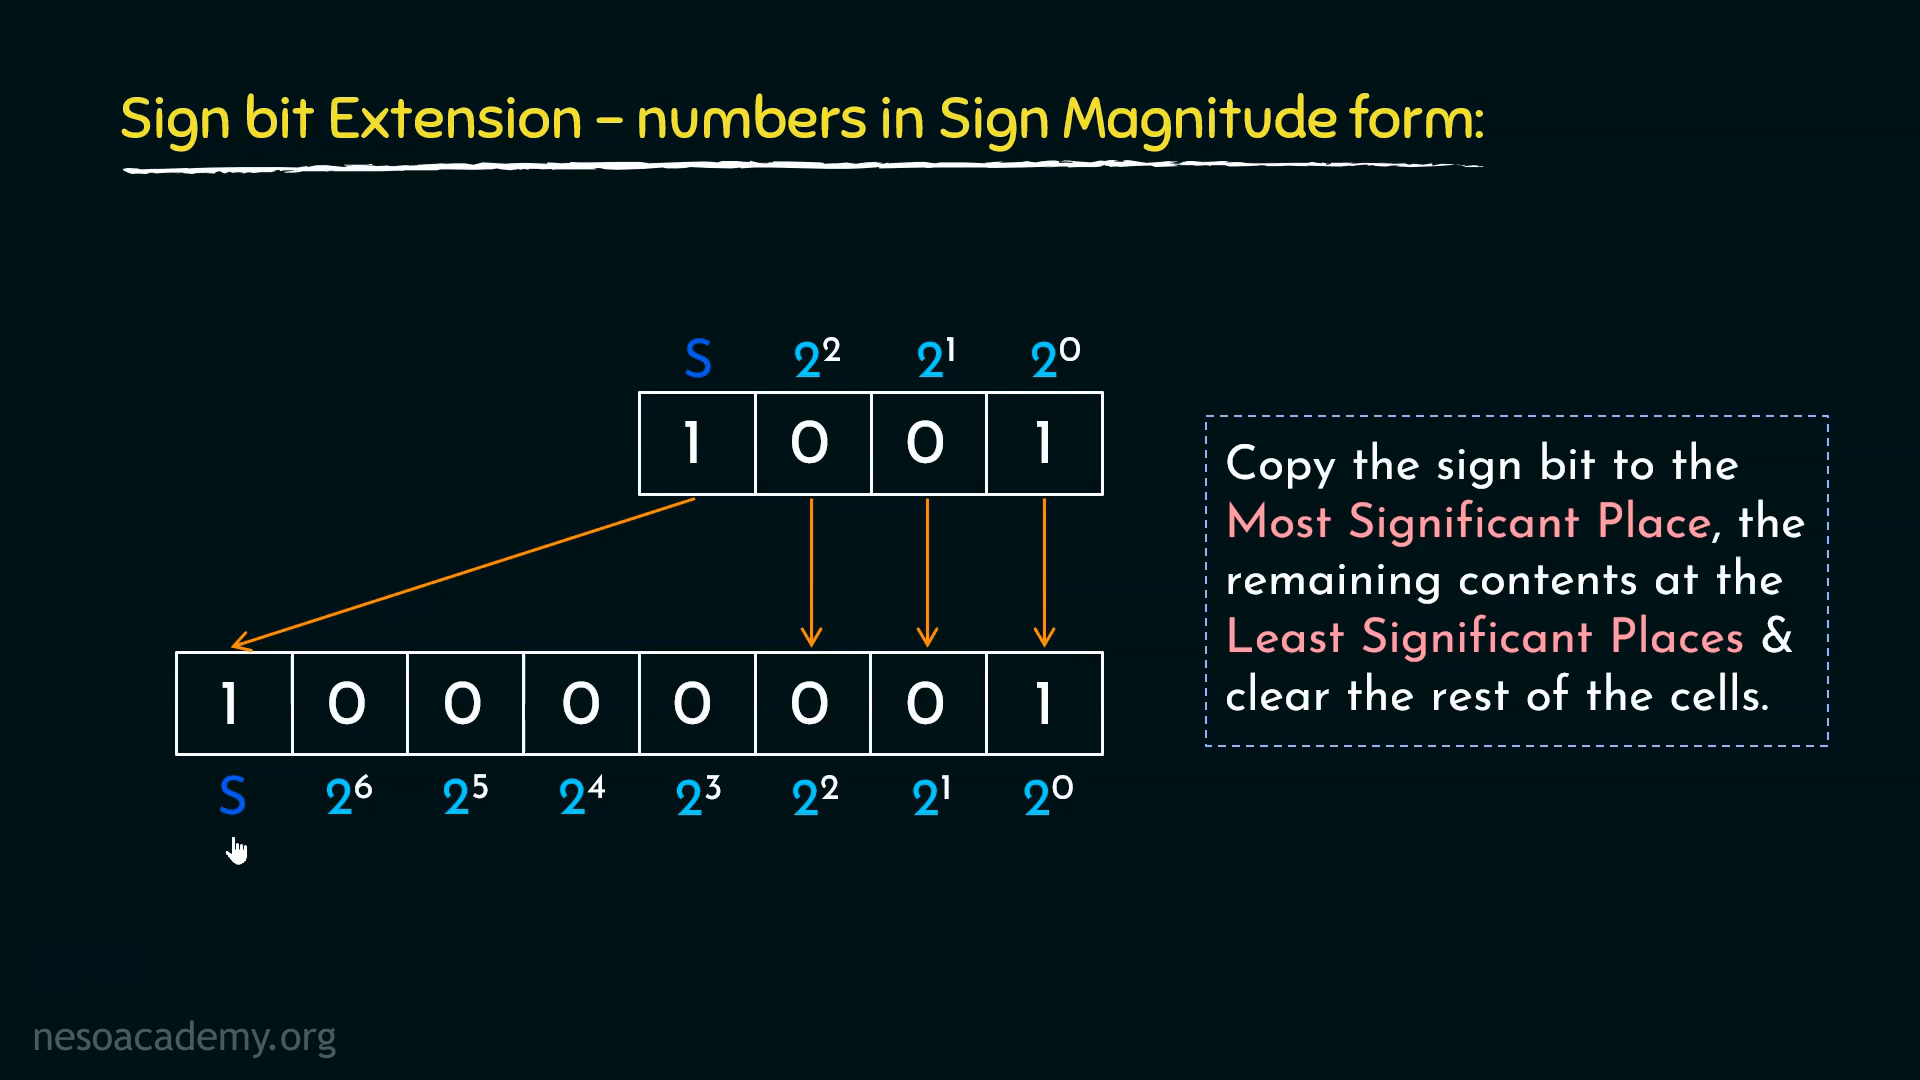 Sign bit Extension – numbers in Sign Magnitude form:
S 2² 2¹ 2⁰
1 0 0 1
1 0 0 0 0 0 0 1
S 2⁶ 2⁵ 2⁴ 2³ 2² 2¹ 2⁰
Copy the sign bit to the
Most Significant Place, the
remaining contents at the
Least Significant Places &
clear the rest of the cells.
nesoacademy.org